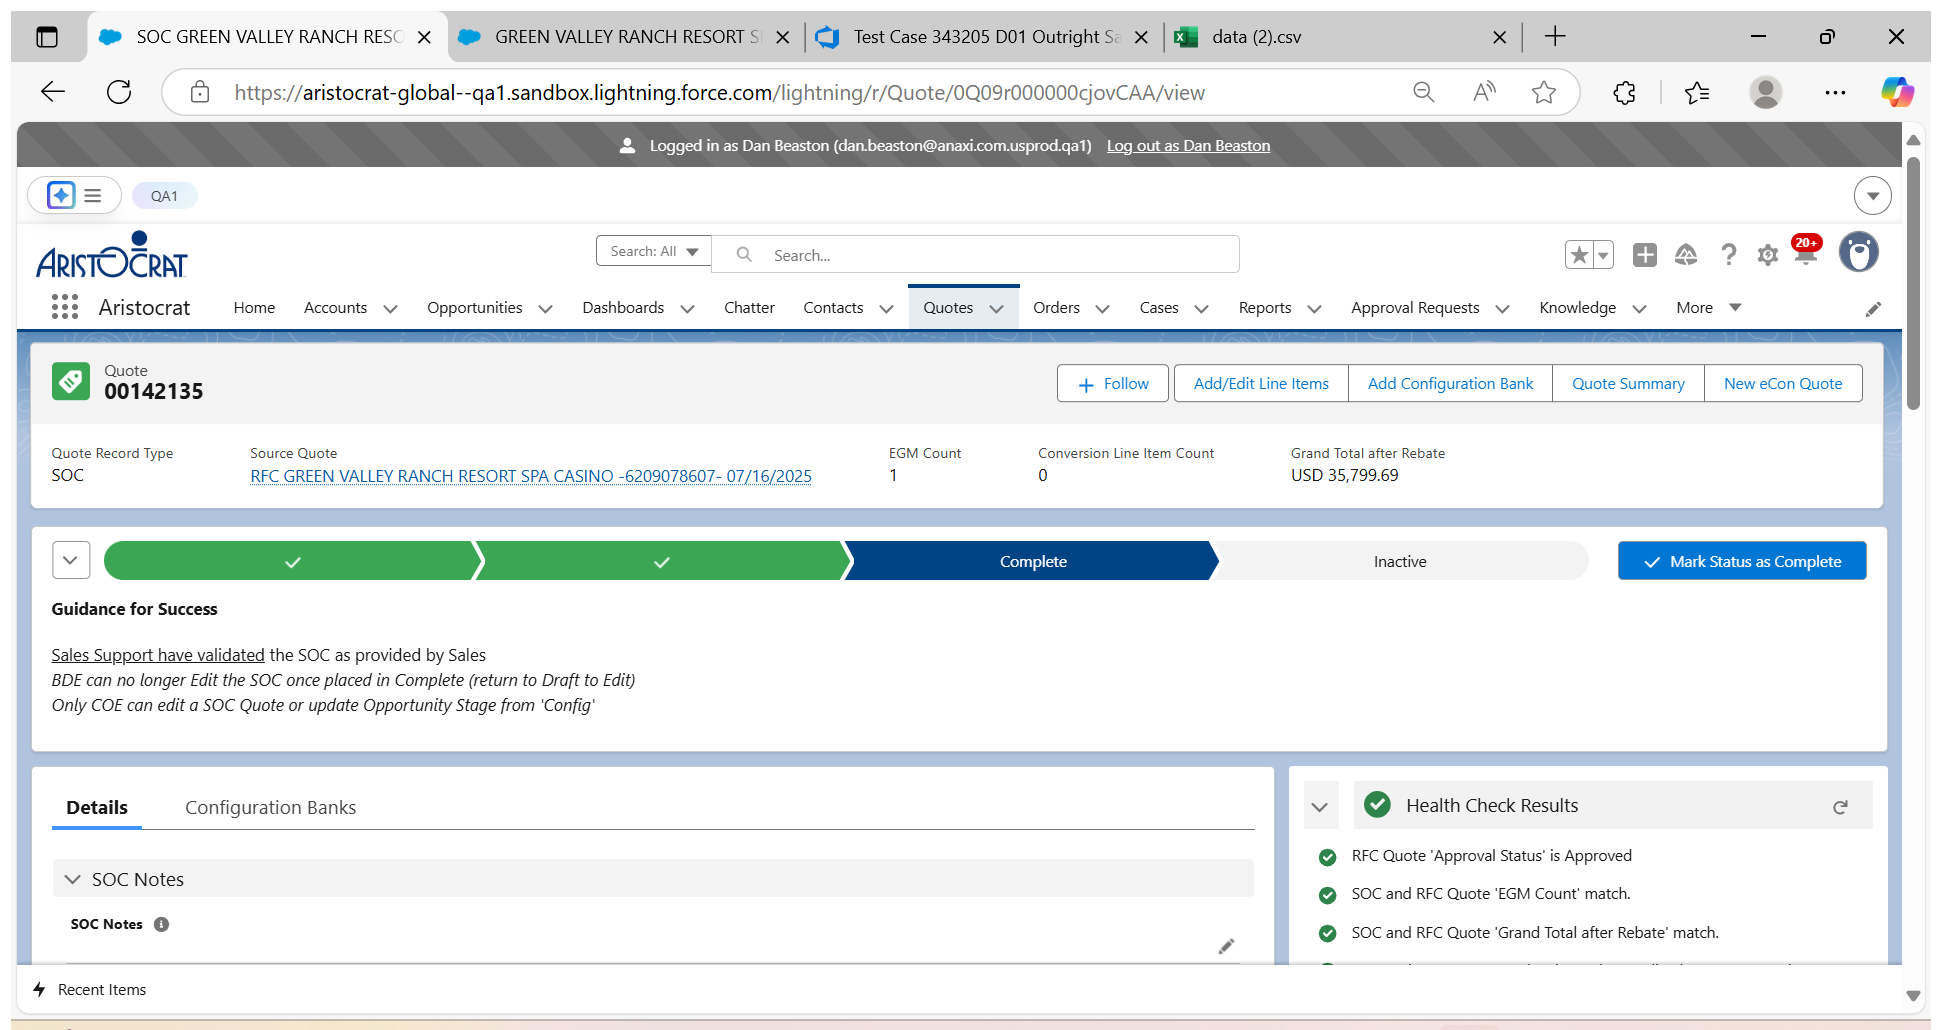 SOC GREEN VALLEY RANCH RESO
GREEN VALLEY RANCH RESORT S
Test Case 343205 D01 Outright Sa
data (2).csv
https://aristocrat-global--qa1.sandbox.lightning.force.com/lightning/r/Quote/0Q09r000000cjovCAA/view
Logged in as Dan Beaston (dan.beaston@anaxi.com.usprod.qa1) Log out as Dan Beaston
QA1
ARISTOCRAT
Search: All
Search...
20+
Aristocrat
Home
Accounts
Opportunities
Dashboards
Chatter
Contacts
Quotes
Orders
Cases
Reports
Approval Requests
Knowledge
More
Quote
00142135
Follow
Add/Edit Line Items
Add Configuration Bank
Quote Summary
New eCon Quote
Quote Record Type
SOC
Source Quote
RFC GREEN VALLEY RANCH RESORT SPA CASINO -6209078607- 07/16/2025
EGM Count
1
Conversion Line Item Count
0
Grand Total after Rebate
USD 35,799.69
Complete
Inactive
Mark Status as Complete
Guidance for Success
Sales Support have validated the SOC as provided by Sales
BDE can no longer Edit the SOC once placed in Complete (return to Draft to Edit)
Only COE can edit a SOC Quote or update Opportunity Stage from 'Config'
Details
Configuration Banks
SOC Notes
SOC Notes
Health Check Results
RFC Quote 'Approval Status' is Approved
SOC and RFC Quote 'EGM Count' match.
SOC and RFC Quote 'Grand Total after Rebate' match.
Recent Items